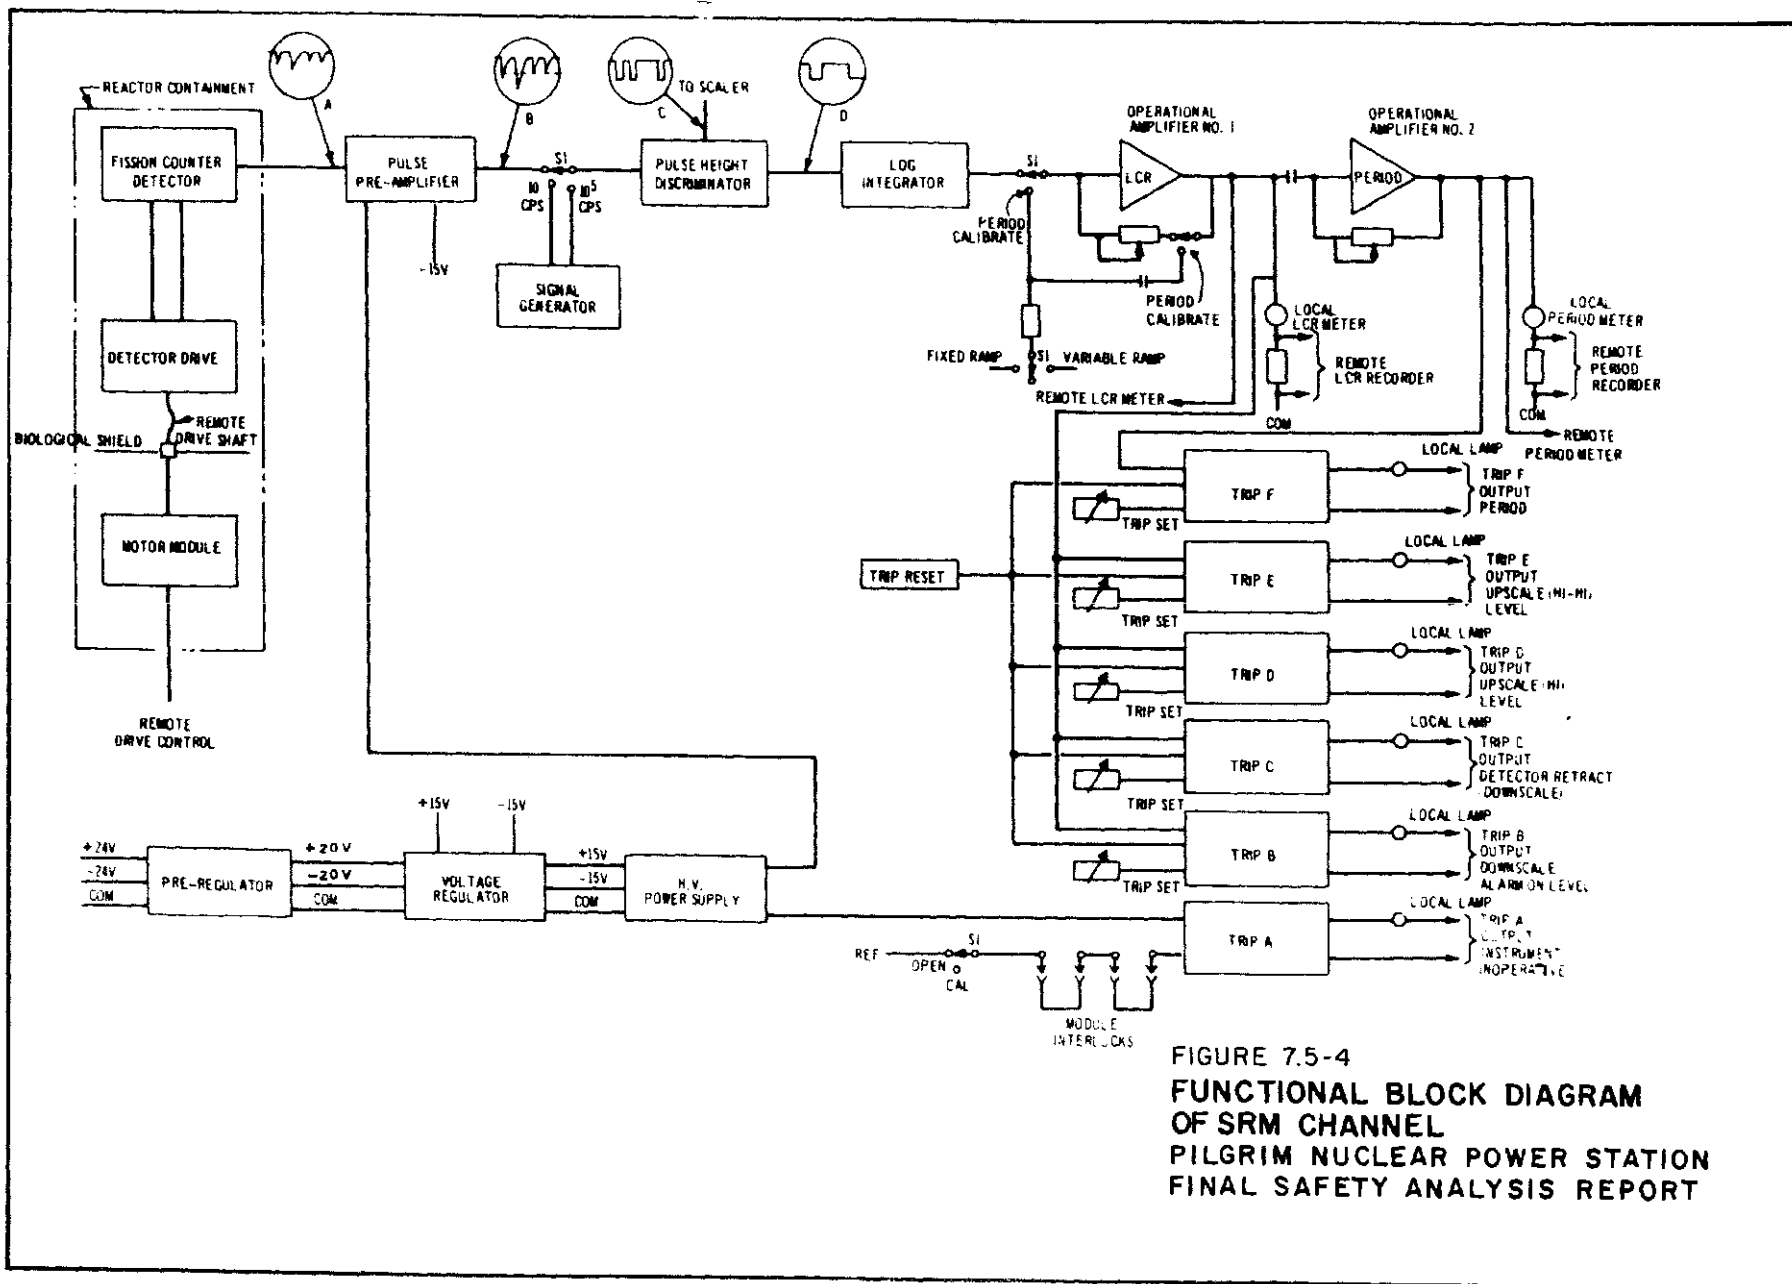 REACTOR CONTAINMENT
A
B
C
TO SCALER
D
OPERATIONAL
AMPLIFIER NO. 1
OPERATIONAL
AMPLIFIER NO. 2
FISSION COUNTER
DETECTOR
PULSE
PRE-AMPLIFIER
S1
10
CPS
10⁵
CPS
PULSE HEIGHT
DISCRIMINATOR
LOG
INTEGRATOR
S1
LCR
PERIOD
PERIOD
CALIBRATE
-15V
SIGNAL
GENERATOR
PERIOD
CALIBRATE
LOCAL
LCR METER
LOCAL
PERIOD METER
DETECTOR DRIVE
FIXED RAMP
S1
VARIABLE RAMP
REMOTE
LCR RECORDER
REMOTE
PERIOD
RECORDER
REMOTE LCR METER
COM
COM
REMOTE
DRIVE SHAFT
BIOLOGICAL SHIELD
REMOTE
PERIOD METER
MOTOR MODULE
REMOTE
DRIVE CONTROL
TRIP RESET
TRIP F
TRIP SET
LOCAL LAMP
TRIP F
OUTPUT
PERIOD
TRIP E
TRIP SET
LOCAL LAMP
TRIP E
OUTPUT
UPSCALE (HI-HI)
LEVEL
TRIP D
TRIP SET
LOCAL LAMP
TRIP D
OUTPUT
UPSCALE (HI)
LEVEL
TRIP C
TRIP SET
LOCAL LAMP
TRIP C
OUTPUT
DETECTOR RETRACT
(DOWNSCALE)
TRIP B
TRIP SET
LOCAL LAMP
TRIP B
OUTPUT
DOWNSCALE
ALARM ON LEVEL
+24V
-24V
COM
PRE-REGULATOR
+20V
-20V
COM
+15V
-15V
VOLTAGE
REGULATOR
+15V
-15V
COM
H.V.
POWER SUPPLY
TRIP A
LOCAL LAMP
TRIP A
OUTPUT
INSTRUMENT
INOPERATIVE
REF
S1
OPEN
CAL
MODULE
INTERLOCKS
FIGURE 7.5-4
FUNCTIONAL BLOCK DIAGRAM
OF SRM CHANNEL
PILGRIM NUCLEAR POWER STATION
FINAL SAFETY ANALYSIS REPORT